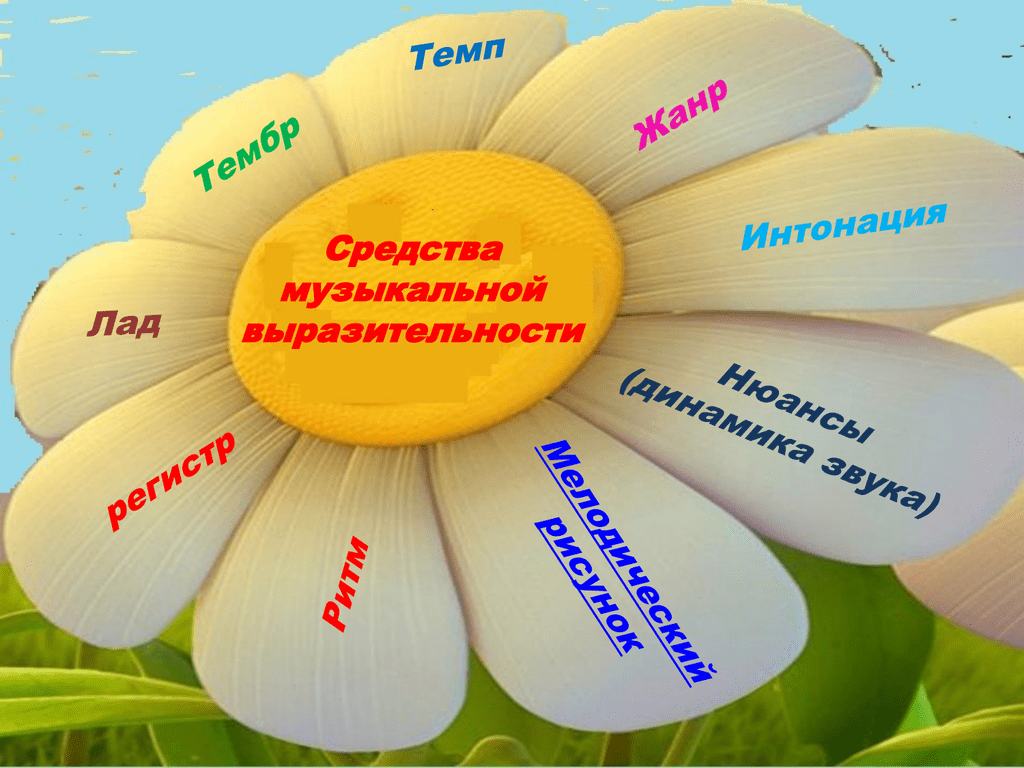 Темп
Жанр
Тембр
Интонация
Средства
музыкальной
выразительности
Лад
Нюансы
(динамика звука)
регистр
Мелодический
рисунок
Ритм